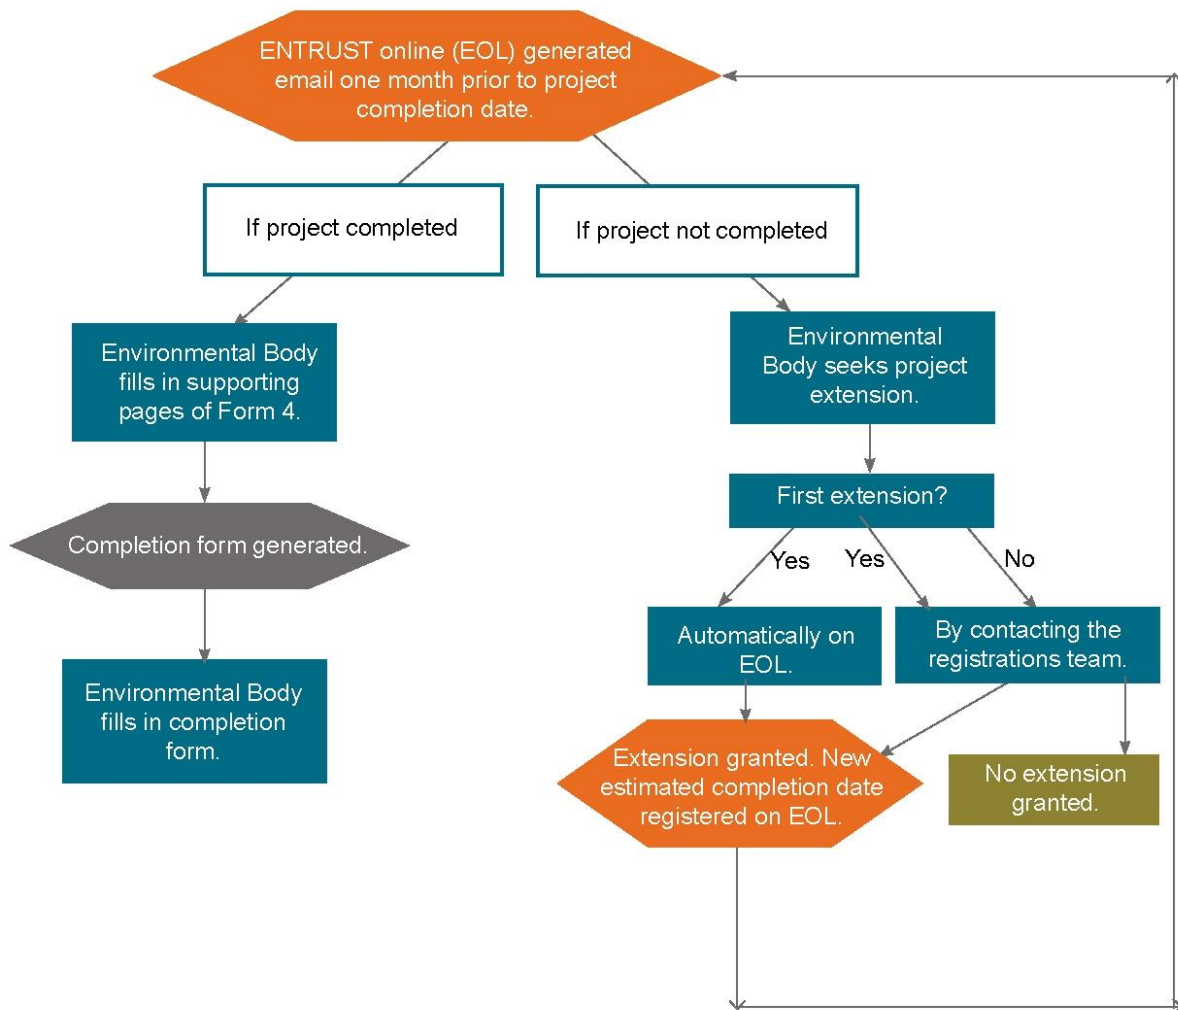 ENTRUST online (EOL) generated
email one month prior to project
completion date.
If project completed
If project not completed
Environmental Body
fills in supporting
pages of Form 4.
Environmental
Body seeks project
extension.
First extension?
Completion form generated.
Yes
Yes
No
Automatically on
EOL.
By contacting the
registrations team.
Environmental Body
fills in completion
form.
Extension granted. New
estimated completion date
registered on EOL.
No extension
granted.